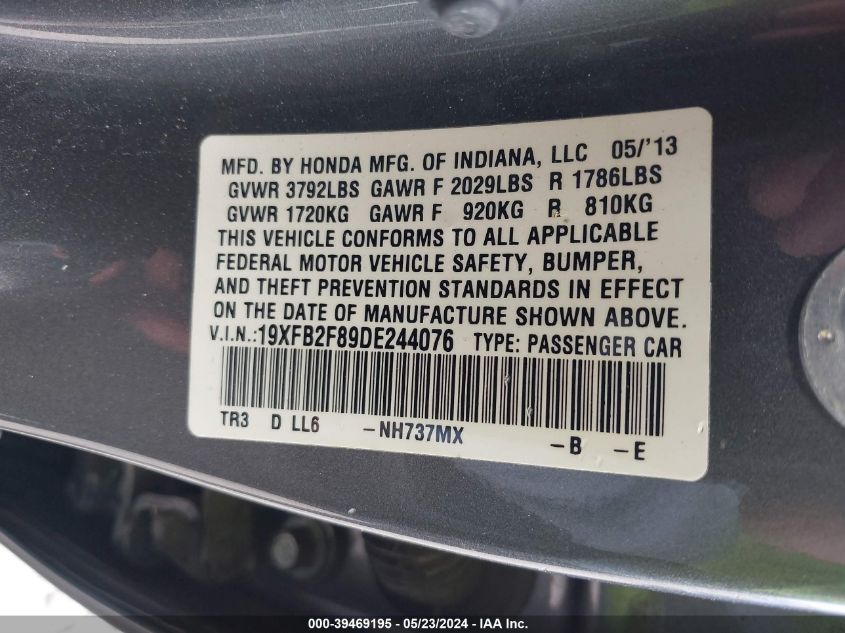 MFD. BY HONDA MFG. OF INDIANA, LLC 05/'13
GVWR 3792LBS GAWR F 2029LBS R 1786LBS
GVWR 1720KG GAWR F 920KG R 810KG
THIS VEHICLE CONFORMS TO ALL APPLICABLE
FEDERAL MOTOR VEHICLE SAFETY, BUMPER,
AND THEFT PREVENTION STANDARDS IN EFFECT
ON THE DATE OF MANUFACTURE SHOWN ABOVE.
V.I.N.:19XFB2F89DE244076 TYPE: PASSENGER CAR
TR3 D LL6 -NH737MX -B -E
000-39469195 - 05/23/2024 - IAA Inc.